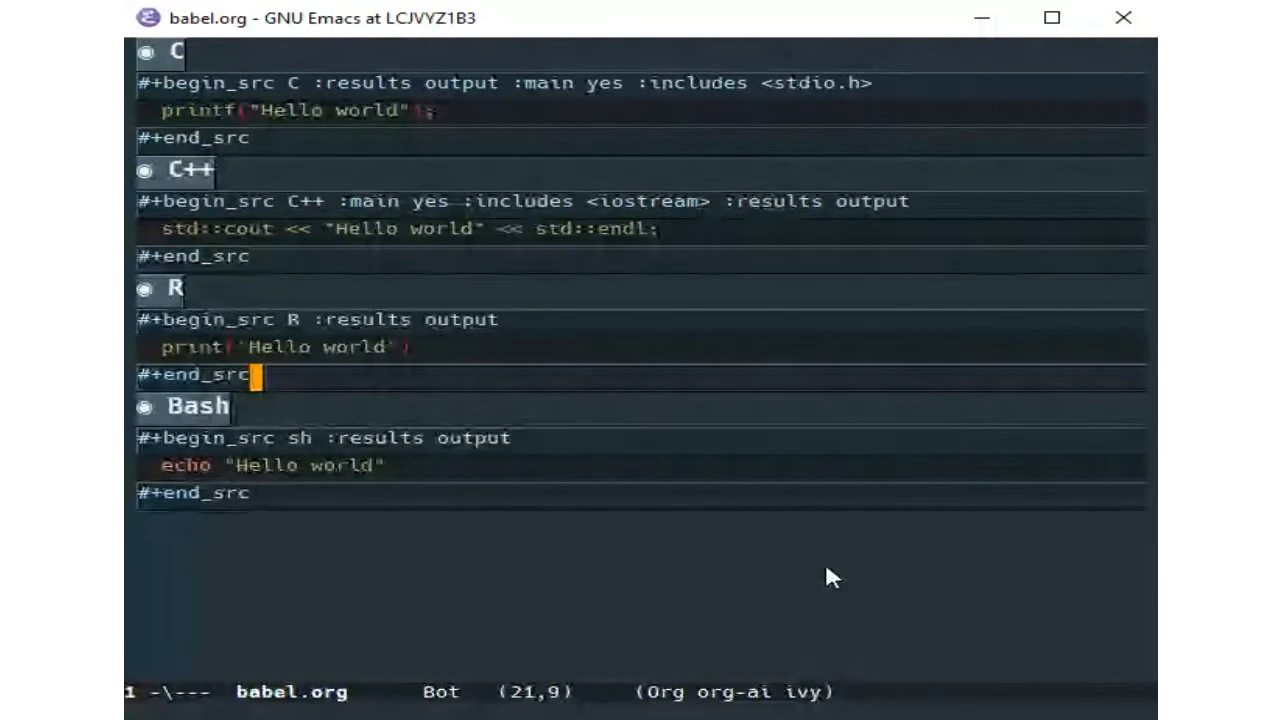 babel.org - GNU Emacs at LCJVYZ1B3
C
#+begin_src C :results output :main yes :includes <stdio.h>
printf("Hello world");
#+end_src
C++
#+begin_src C++ :main yes :includes <iostream> :results output
std::cout << "Hello world" << std::endl;
#+end_src
R
#+begin_src R :results output
print('Hello world')
#+end_src
Bash
#+begin_src sh :results output
echo "Hello world"
#+end_src
1 -\--- babel.org Bot (21,9) (Org org-ai ivy)